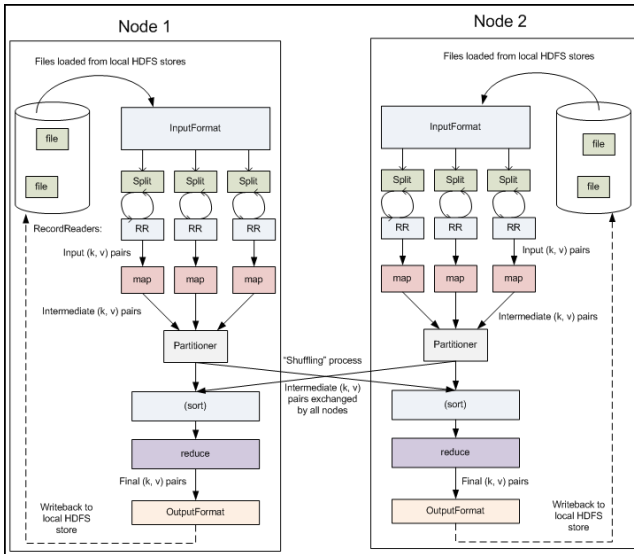 Node 1
Files loaded from local HDFS stores
file
file
InputFormat
Split
Split
Split
RecordReaders:
RR
RR
RR
Input (k, v) pairs
map
map
map
Intermediate (k, v) pairs
Partitioner
(sort)
reduce
Final (k, v) pairs
Writeback to
local HDFS
store
OutputFormat
"Shuffling" process
Intermediate (k, v)
pairs exchanged
by all nodes
Node 2
Files loaded from local HDFS stores
InputFormat
file
file
Split
Split
Split
RR
RR
RR
Input (k, v) pairs
map
map
map
Intermediate (k, v) pairs
Partitioner
(sort)
reduce
Final (k, v) pairs
OutputFormat
Writeback to
local HDFS
store